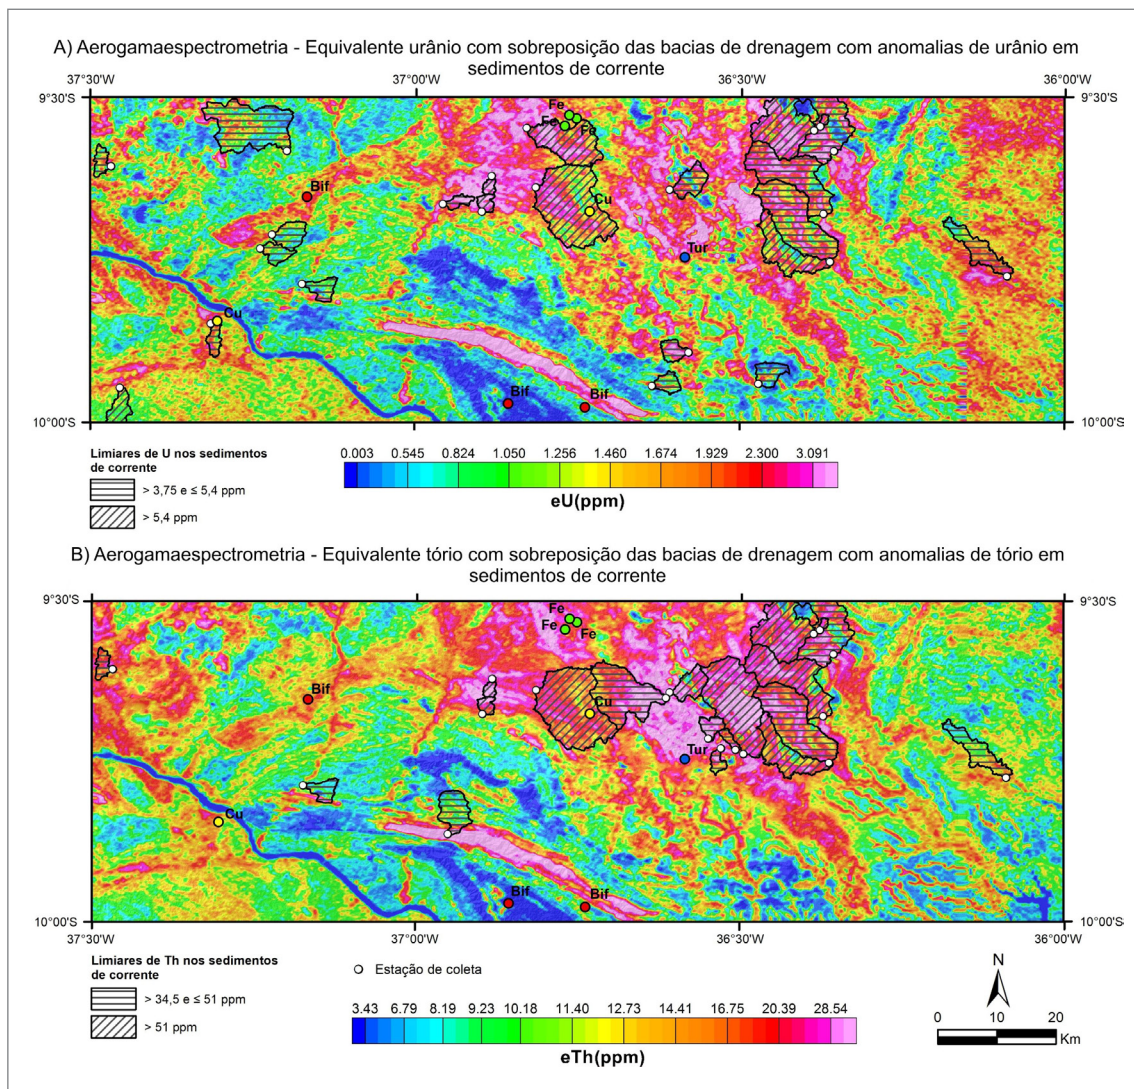 A) Aerogamaespectrometria - Equivalente urânio com sobreposição das bacias de drenagem com anomalias de urânio em
sedimentos de corrente
37°30'S 37°00'W 36°30'W 36°00'W
9°30'S 9°30'S
Fe
Fe Fe
Bif
Cu
Tur
Cu
Bif Bif
10°00'S 10°00'S
Limiares de U nos sedimentos
de corrente
> 3,75 e ≤ 5,4 ppm
> 5,4 ppm
0.003 0.545 0.824 1.050 1.256 1.460 1.674 1.929 2.300 3.091
eU(ppm)
B) Aerogamaespectrometria - Equivalente tório com sobreposição das bacias de drenagem com anomalias de tório em
sedimentos de corrente
9°30'S 9°30'S
Fe
Fe Fe
Bif
Cu
Tur
Cu
Bif Bif
10°00'S 10°00'S
37°30'S 37°00'W 36°30'W 36°00'W
Limiares de Th nos sedimentos
de corrente
> 34,5 e ≤ 51 ppm
> 51 ppm
Estação de coleta
3.43 6.79 8.19 9.23 10.18 11.40 12.73 14.41 16.75 20.39 28.54
eTh(ppm)
N
0 10 20
Km